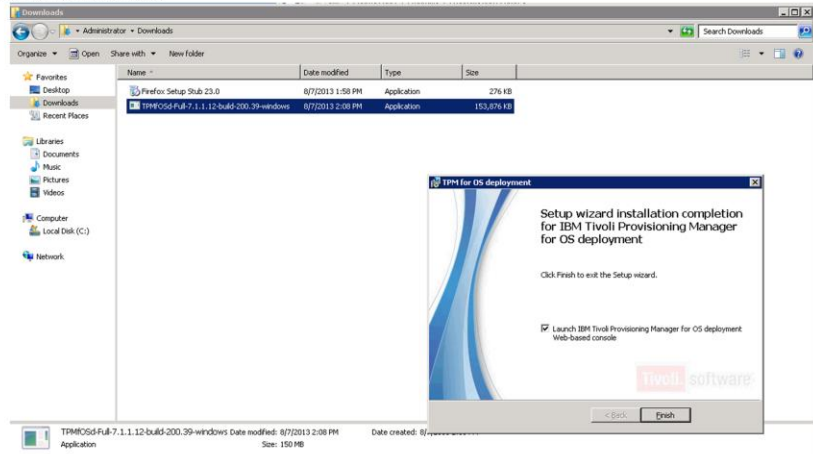 Downloads
Administrator
Downloads
Search Downloads
Organize
Open
Share with
New folder
Name
Date modified
Type
Size
Favorites
Desktop
Downloads
Recent Places
Libraries
Documents
Music
Pictures
Videos
Computer
Local Disk (C:)
Network
Firefox Setup Stub 23.0
8/7/2013 1:58 PM
Application
276 KB
TPMfOSd-Full-7.1.1.12-build-200.39-windows
8/7/2013 2:08 PM
Application
153,876 KB
TPM for OS deployment
Setup wizard installation completion
for IBM Tivoli Provisioning Manager
for OS deployment
Click Finish to exit the Setup wizard.
Launch IBM Tivoli Provisioning Manager for OS deployment
Web-based console
Tivoli software
< Back
Finish
TPMfOSd-Full-7.1.1.12-build-200.39-windows Date modified: 8/7/2013 2:08 PM
Date created:
Application
Size: 150 MB